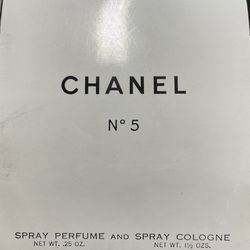 CHANEL
N° 5
SPRAY PERFUME AND SPRAY COLOGNE
NET WT. .25 OZ. NET WT. 1½ OZS.